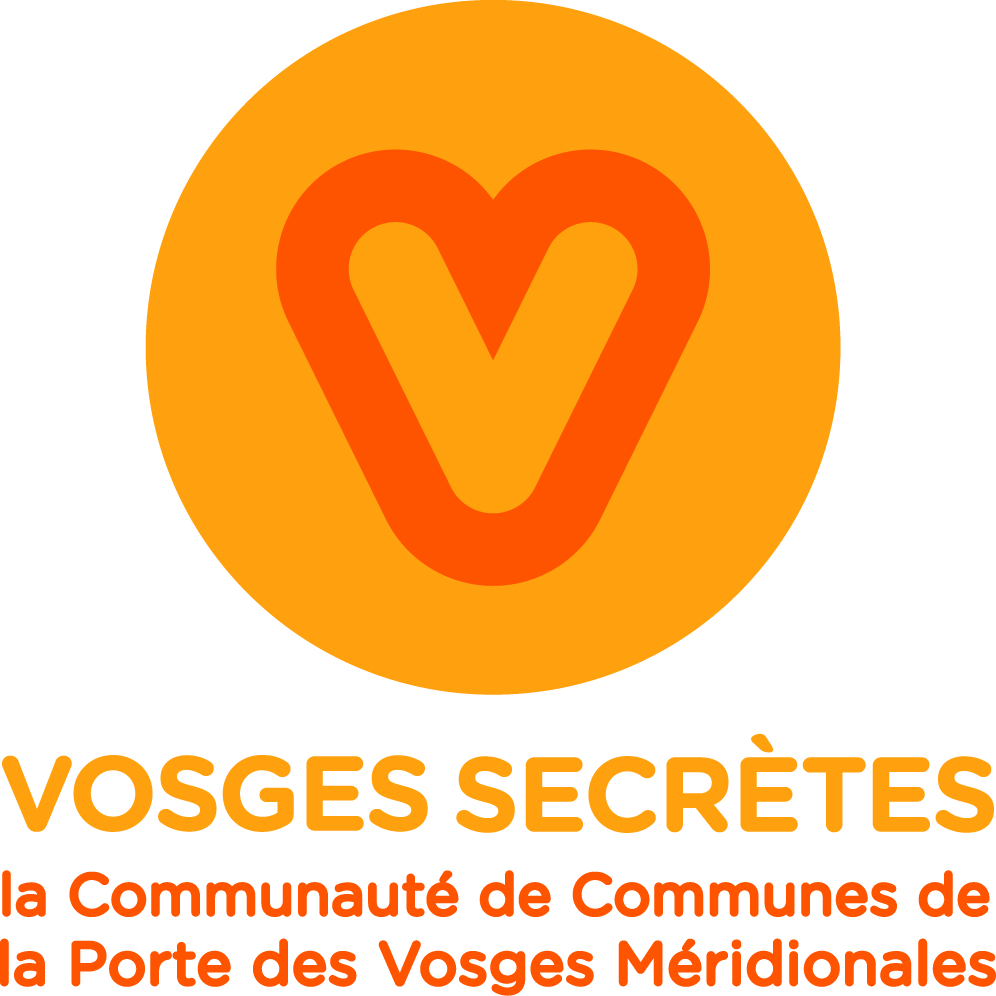 VOSGES SECRÈTES
la Communauté de Communes de
la Porte des Vosges Méridionales